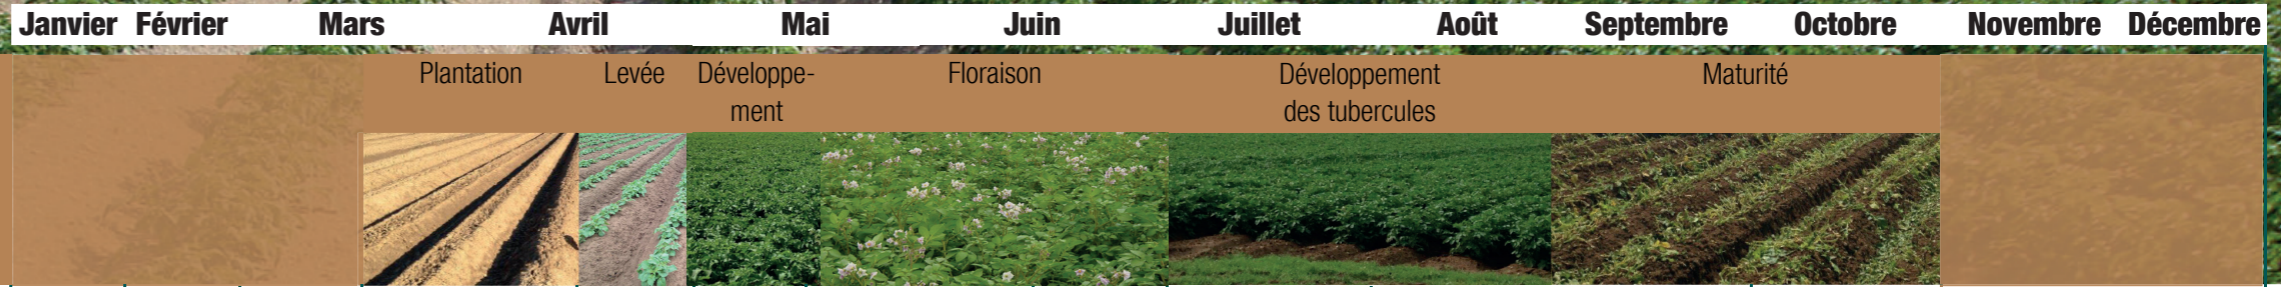 Janvier Février Mars Avril Mai Juin Juillet Août Septembre Octobre Novembre Décembre
Plantation Levée Développe-
ment Floraison Développement
des tubercules Maturité